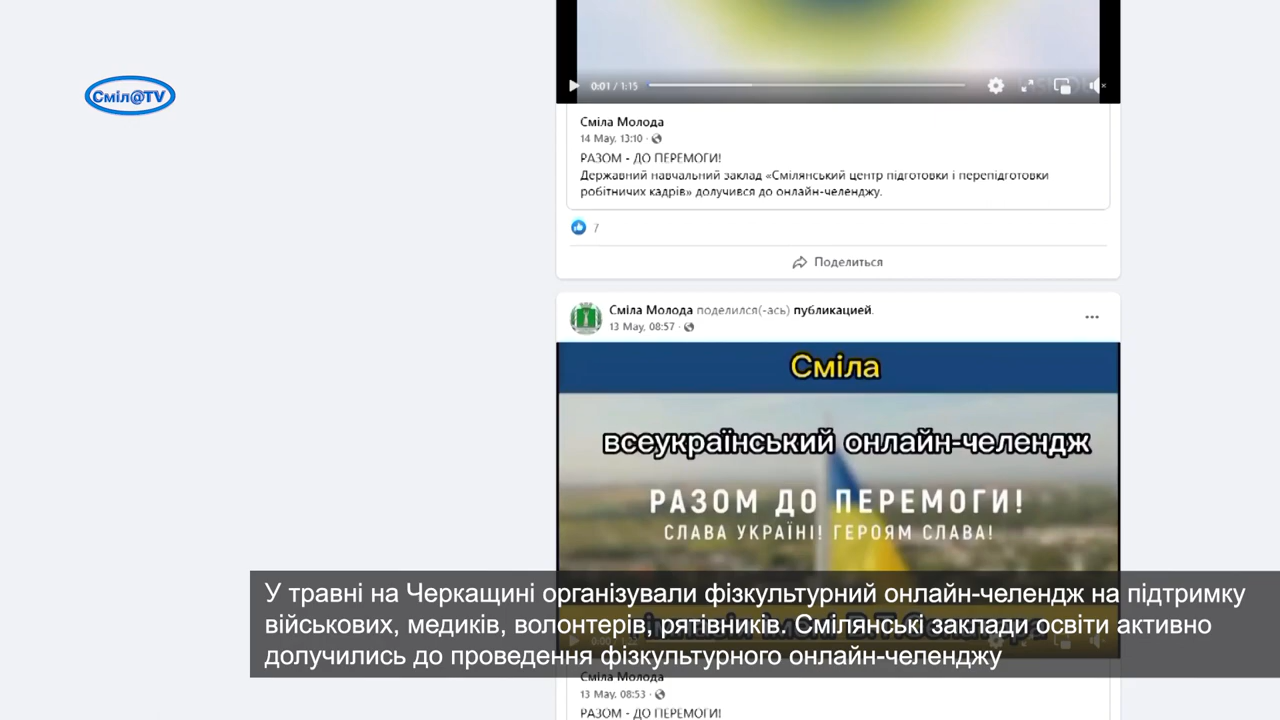 Сміл@TV
0:01 / 1:15
Сміла Молода
14 May, 13:10 ·
РАЗОМ - ДО ПЕРЕМОГИ!
Державний навчальний заклад «Смілянський центр підготовки і перепідготовки
робітничих кадрів» долучився до онлайн-челенджу.
7
Поделиться
Сміла Молода поделился(-ась) публикацией.
13 May, 08:57 ·
Сміла
всеукраїнський онлайн-челендж
РАЗОМ ДО ПЕРЕМОГИ!
СЛАВА УКРАЇНІ! ГЕРОЯМ СЛАВА!
У травні на Черкащині організували фізкультурний онлайн-челендж на підтримку
військових, медиків, волонтерів, рятівників. Смілянські заклади освіти активно
долучились до проведення фізкультурного онлайн-челенджу
Сміла Молода
13 May, 08:53 ·
РАЗОМ - ДО ПЕРЕМОГИ!